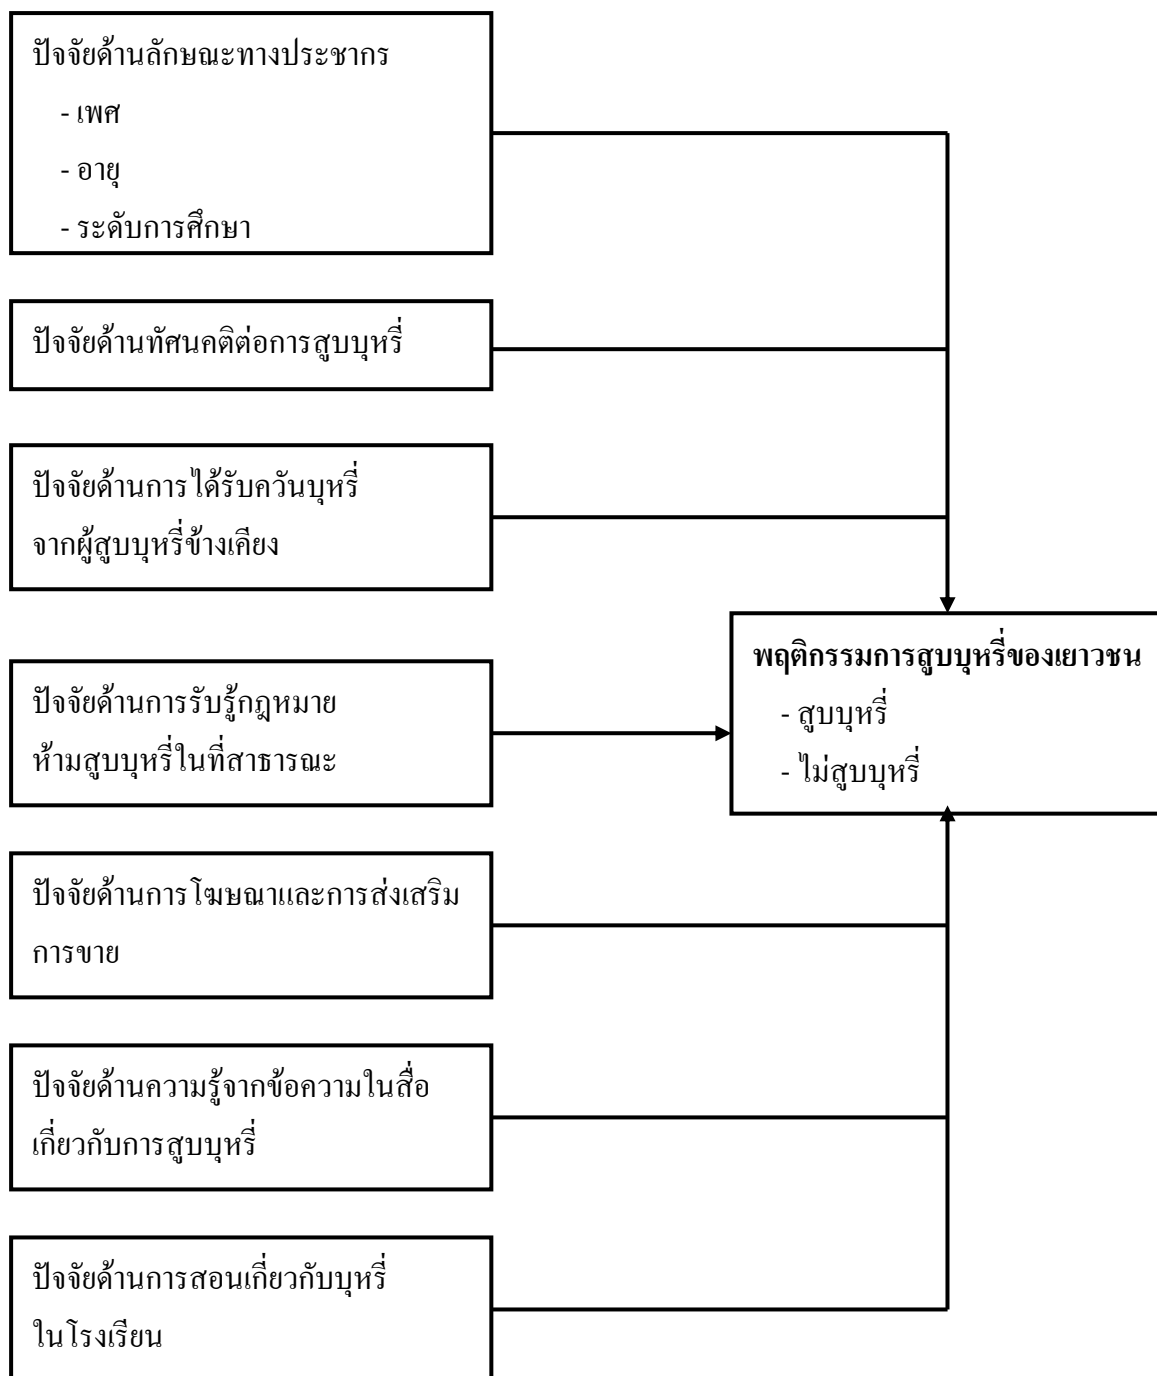 ปัจจัยด้านลักษณะทางประชากร
- เพศ
- อายุ
- ระดับการศึกษา
ปัจจัยด้านทัศนคติต่อการสูบบุหรี่
ปัจจัยด้านการได้รับควันบุหรี่
จากผู้สูบบุหรี่ข้างเคียง
ปัจจัยด้านการรับรู้กฎหมาย
ห้ามสูบบุหรี่ในที่สาธารณะ
พฤติกรรมการสูบบุหรี่ของเยาวชน
- สูบบุหรี่
- ไม่สูบบุหรี่
ปัจจัยด้านการโฆษณาและการส่งเสริม
การขาย
ปัจจัยด้านความรู้จากข้อความในสื่อ
เกี่ยวกับการสูบบุหรี่
ปัจจัยด้านการสอนเกี่ยวกับบุหรี่
ในโรงเรียน